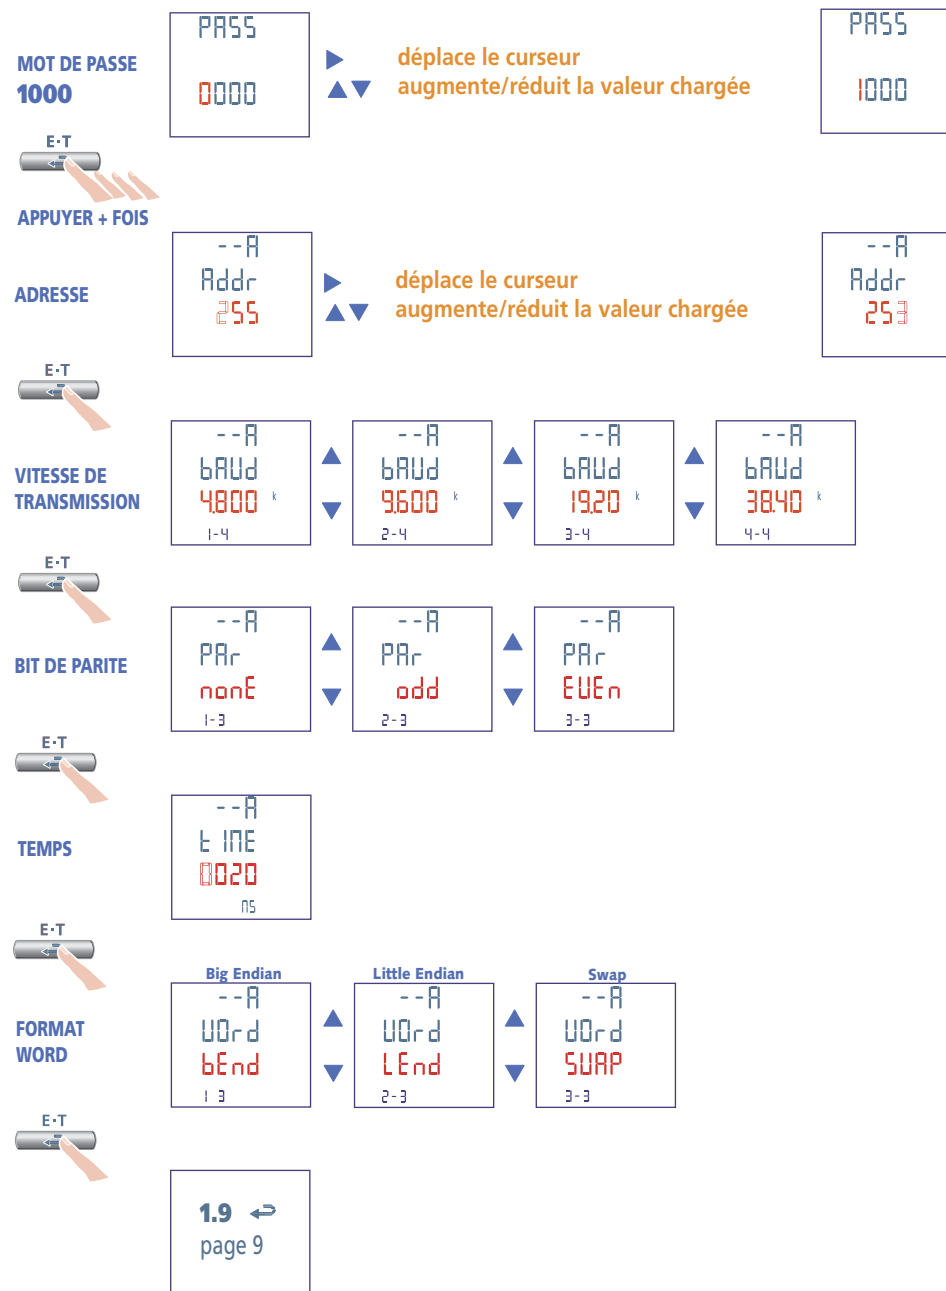 MOT DE PASSE
1000
PASS
0000
déplace le curseur
augmente/réduit la valeur chargée
PASS
1000
E·T
APPUYER + FOIS
ADRESSE
--A
Addr
255
déplace le curseur
augmente/réduit la valeur chargée
--A
Addr
253
E·T
VITESSE DE
TRANSMISSION
--A
bAUd
4.800 k
1-4
--A
bAUd
9.600 k
2-4
--A
bAUd
19.20 k
3-4
--A
bAUd
38.40 k
4-4
E·T
BIT DE PARITE
--A
PAr
nonE
1-3
--A
PAr
odd
2-3
--A
PAr
EUEn
3-3
E·T
TEMPS
--A
tIME
0020
ms
E·T
FORMAT
WORD
Big Endian
--A
UOrd
bEnd
1 3
Little Endian
--A
UOrd
LEnd
2-3
Swap
--A
UOrd
SUAP
3-3
E·T
1.9
page 9